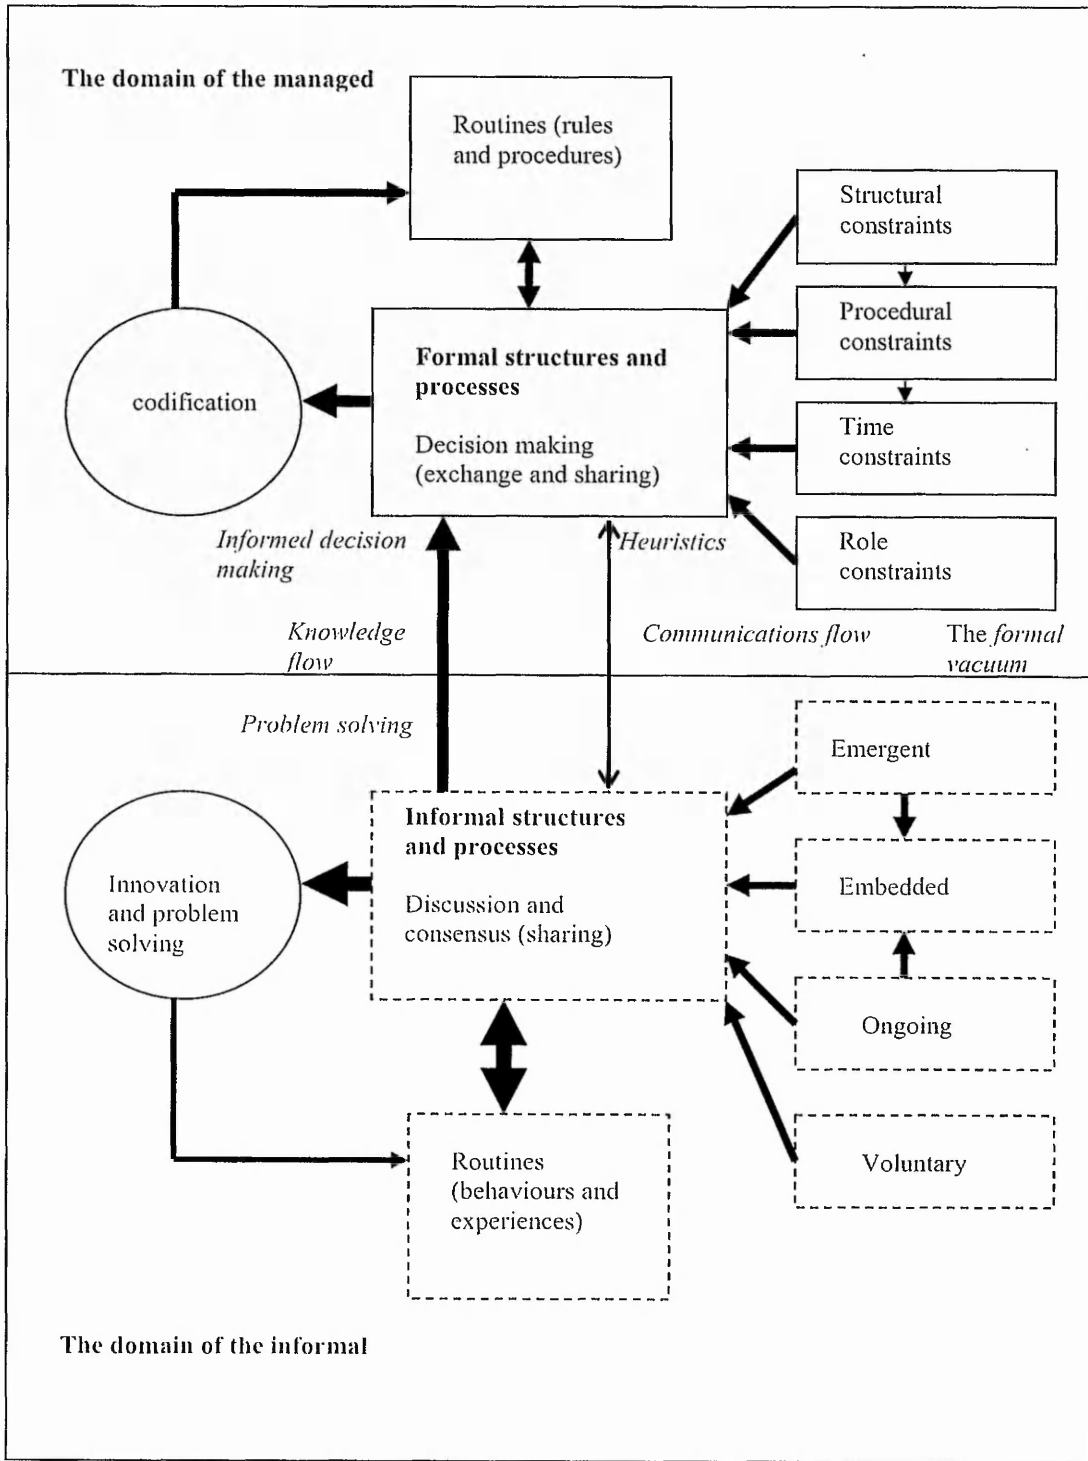 The domain of the managed
Routines (rules
and procedures)
Structural
constraints
Procedural
constraints
Formal structures and
processes
codification
Decision making
(exchange and sharing)
Time
constraints
Role
constraints
Informed decision
making
Heuristics
Knowledge
flow
Communications flow
The formal
vacuum
Problem solving
Emergent
Informal structures
and processes
Innovation
and problem
solving
Discussion and
consensus (sharing)
Embedded
Ongoing
Routines
(behaviours and
experiences)
Voluntary
The domain of the informal